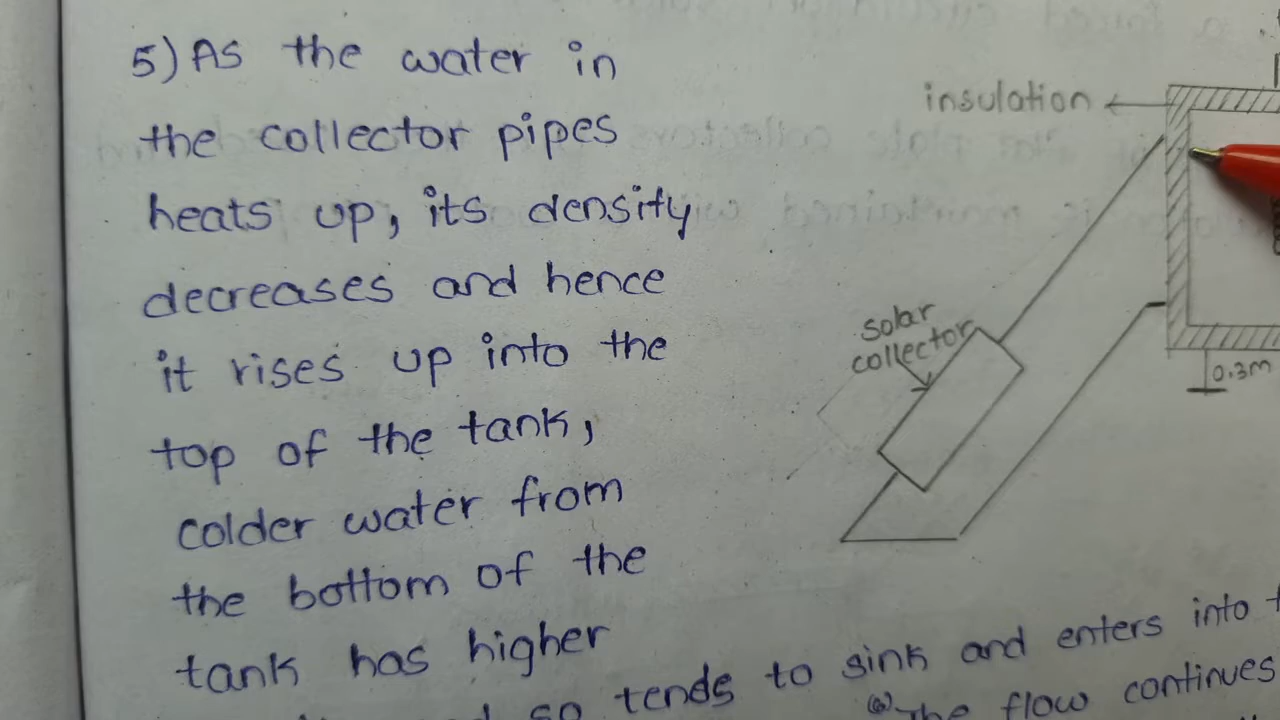 5) As the water in
the collector pipes
heats up, its density
decreases and hence
it rises up into the
top of the tank,
colder water from
the bottom of the
tank has higher
so tends to sink and enters into
The flow continues
insulation
solar
collector
0.3m